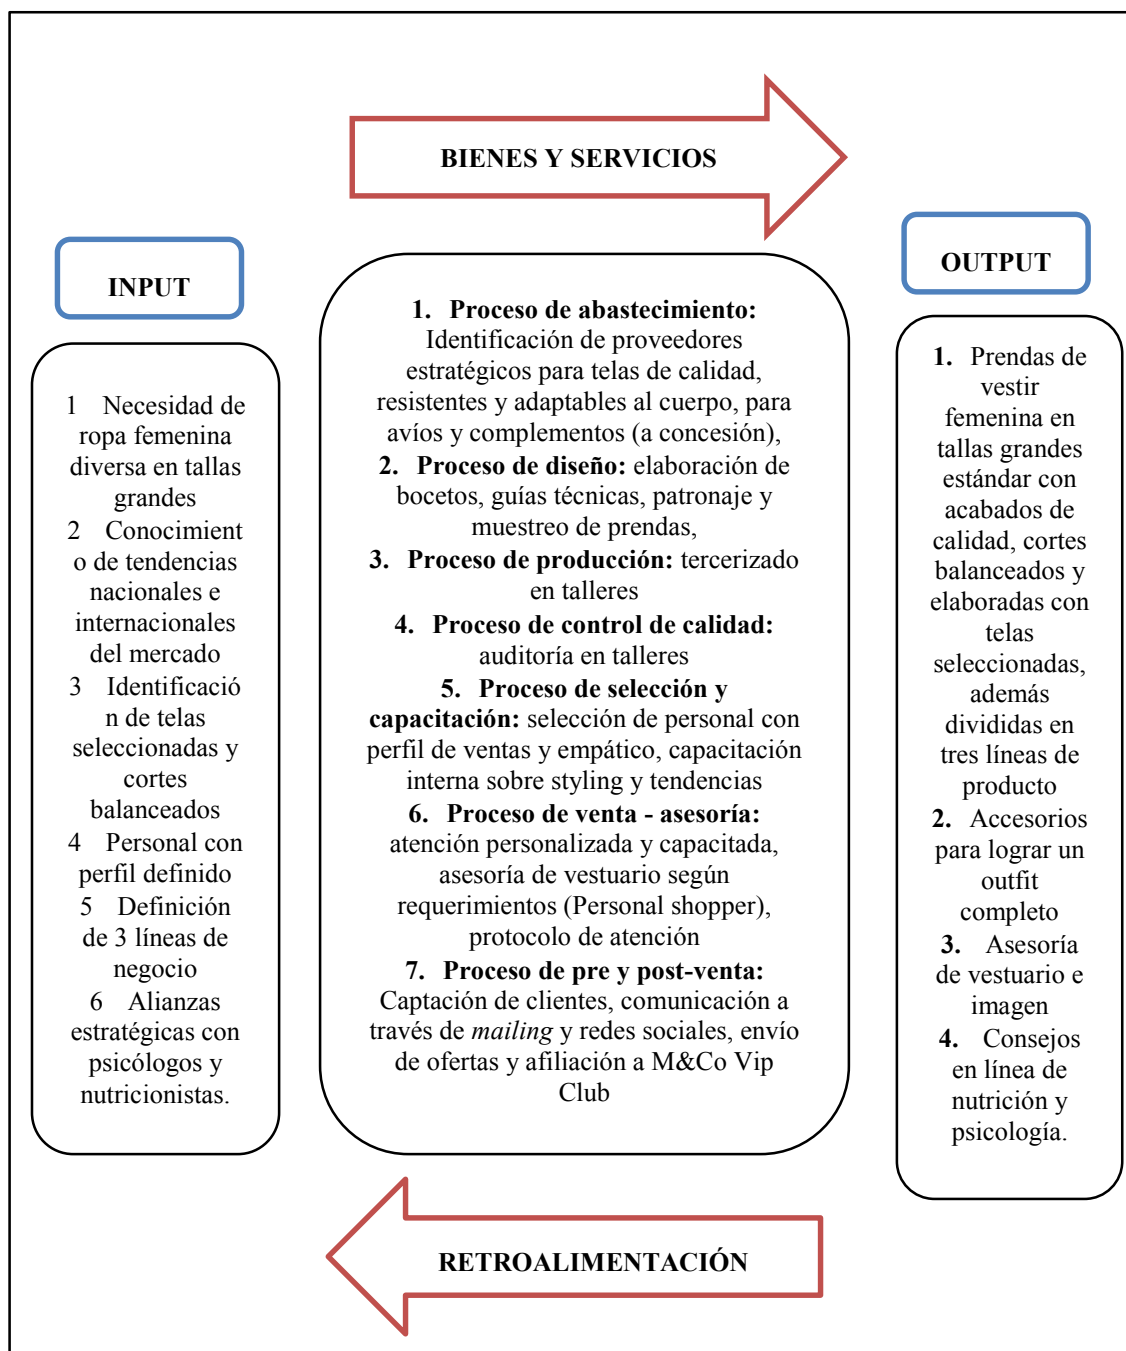 BIENES Y SERVICIOS
INPUT
1 Necesidad de
ropa femenina
diversa en tallas
grandes
2 Conocimient
o de tendencias
nacionales e
internacionales
del mercado
3 Identificació
n de telas
seleccionadas y
cortes
balanceados
4 Personal con
perfil definido
5 Definición
de 3 líneas de
negocio
6 Alianzas
estratégicas con
psicólogos y
nutricionistas.
1. Proceso de abastecimiento:
Identificación de proveedores
estratégicos para telas de calidad,
resistentes y adaptables al cuerpo, para
avíos y complementos (a concesión),
2. Proceso de diseño: elaboración de
bocetos, guías técnicas, patronaje y
muestreo de prendas,
3. Proceso de producción: tercerizado
en talleres
4. Proceso de control de calidad:
auditoría en talleres
5. Proceso de selección y
capacitación: selección de personal con
perfil de ventas y empático, capacitación
interna sobre styling y tendencias
6. Proceso de venta - asesoría:
atención personalizada y capacitada,
asesoría de vestuario según
requerimientos (Personal shopper),
protocolo de atención
7. Proceso de pre y post-venta:
Captación de clientes, comunicación a
través de mailing y redes sociales, envío
de ofertas y afiliación a M&Co Vip
Club
OUTPUT
1. Prendas de
vestir
femenina en
tallas grandes
estándar con
acabados de
calidad, cortes
balanceados y
elaboradas con
telas
seleccionadas,
además
divididas en
tres líneas de
producto
2. Accesorios
para lograr un
outfit
completo
3. Asesoría
de vestuario e
imagen
4. Consejos
en línea de
nutrición y
psicología.
RETROALIMENTACIÓN